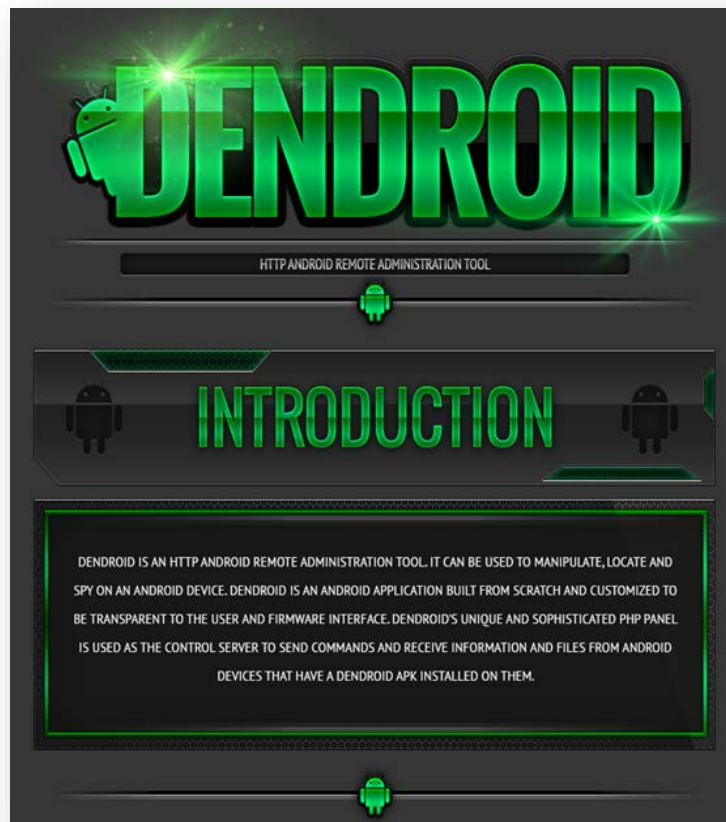 DENDROID
HTTP ANDROID REMOTE ADMINISTRATION TOOL
INTRODUCTION
DENDROID IS AN HTTP ANDROID REMOTE ADMINISTRATION TOOL. IT CAN BE USED TO MANIPULATE, LOCATE AND
SPY ON AN ANDROID DEVICE. DENDROID IS AN ANDROID APPLICATION BUILT FROM SCRATCH AND CUSTOMIZED TO
BE TRANSPARENT TO THE USER AND FIRMWARE INTERFACE. DENDROID'S UNIQUE AND SOPHISTICATED PHP PANEL
IS USED AS THE CONTROL SERVER TO SEND COMMANDS AND RECEIVE INFORMATION AND FILES FROM ANDROID
DEVICES THAT HAVE A DENDROID APK INSTALLED ON THEM.